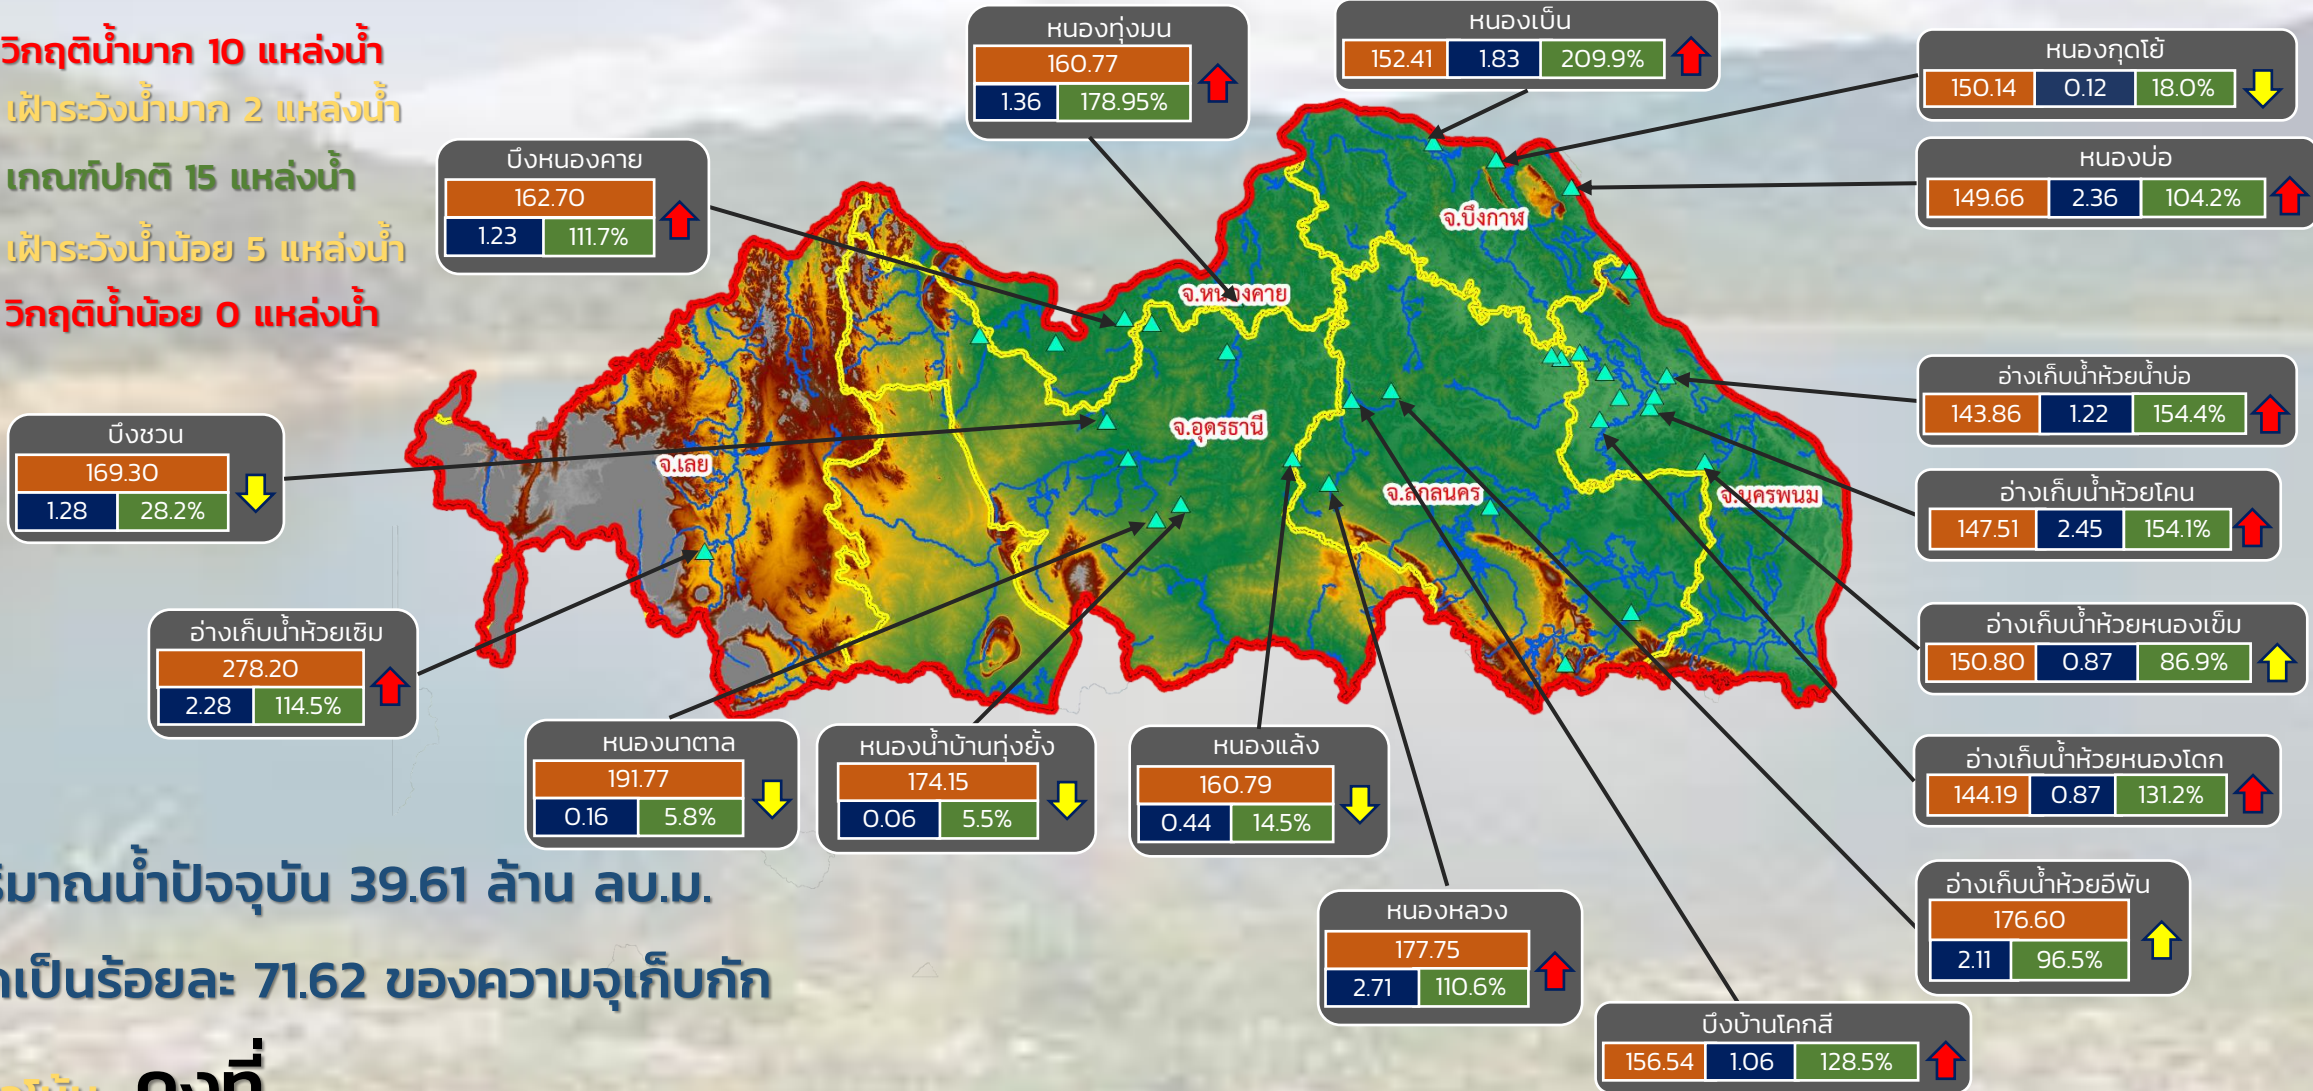 วิกฤติน้ำมาก 10 แหล่งน้ำ
เฝ้าระวังน้ำมาก 2 แหล่งน้ำ
เกณฑ์ปกติ 15 แหล่งน้ำ
เฝ้าระวังน้ำน้อย 5 แหล่งน้ำ
วิกฤติน้ำน้อย 0 แหล่งน้ำ
หนองทุ่งมน
160.77
1.36 178.95%
หนองเบ็น
152.41 1.83 209.9%
หนองกุดโย้
150.14 0.12 18.0%
หนองบ่อ
149.66 2.36 104.2%
บึงหนองคาย
162.70
1.23 111.7%
จ.บึงกาฬ
จ.หนองคาย
จ.อุดรธานี
จ.เลย
จ.สกลนคร
จ.นครพนม
อ่างเก็บน้ำห้วยน้ำบ่อ
143.86 1.22 154.4%
บึงชวน
169.30
1.28 28.2%
อ่างเก็บน้ำห้วยโคน
147.51 2.45 154.1%
อ่างเก็บน้ำห้วยหนองเข็ม
150.80 0.87 86.9%
อ่างเก็บน้ำห้วยเซิม
278.20
2.28 114.5%
หนองนาตาล
191.77
0.16 5.8%
หนองน้ำบ้านทุ่งยั้ง
174.15
0.06 5.5%
หนองแล้ง
160.79
0.44 14.5%
อ่างเก็บน้ำห้วยหนองโดก
144.19 0.87 131.2%
อ่างเก็บน้ำห้วยอีพัน
176.60
2.11 96.5%
หนองหลวง
177.75
2.71 110.6%
บึงบ้านโคกสี
156.54 1.06 128.5%
ริมาณน้ำปัจจุบัน 39.61 ล้าน ลบ.ม.
ดเป็นร้อยละ 71.62 ของความจุเก็บกัก
คงที่